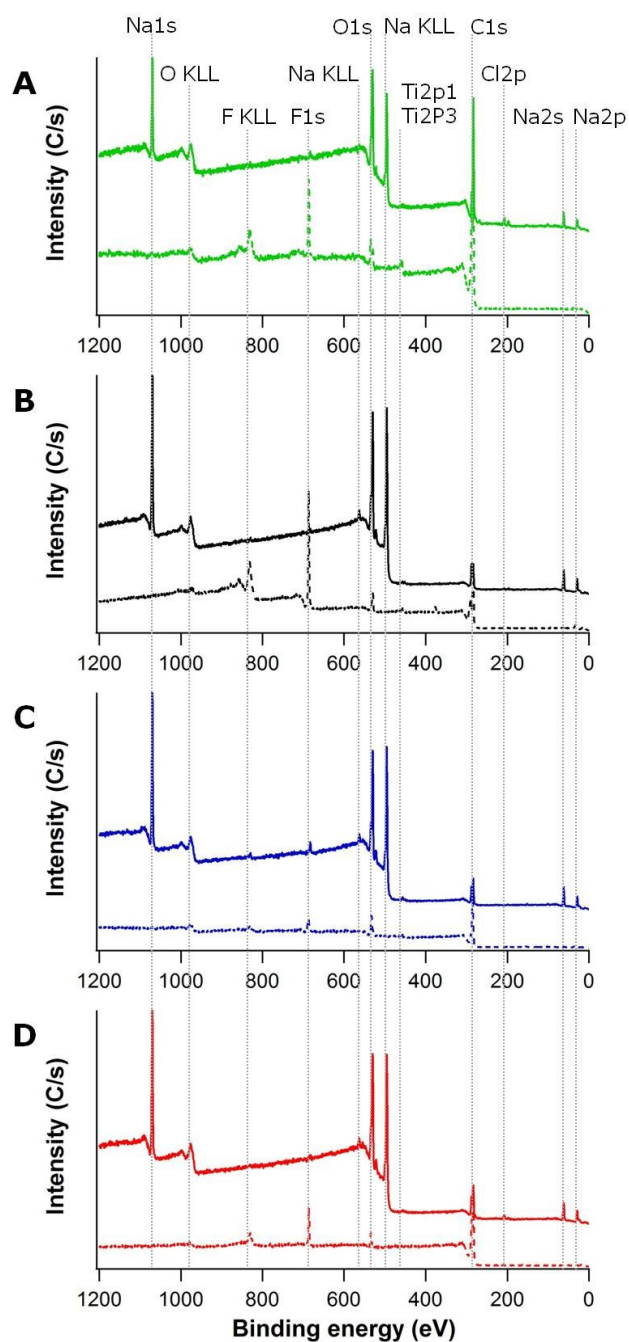 Na1s O1s Na KLL C1s
O KLL Na KLL Ti2p1 Cl2p
A F KLL F1s Ti2P3 Na2s Na2p
Intensity (C/s)
1200 1000 800 600 400 200 0
B
Intensity (C/s)
1200 1000 800 600 400 200 0
C
Intensity (C/s)
1200 1000 800 600 400 200 0
D
Intensity (C/s)
1200 1000 800 600 400 200 0
Binding energy (eV)